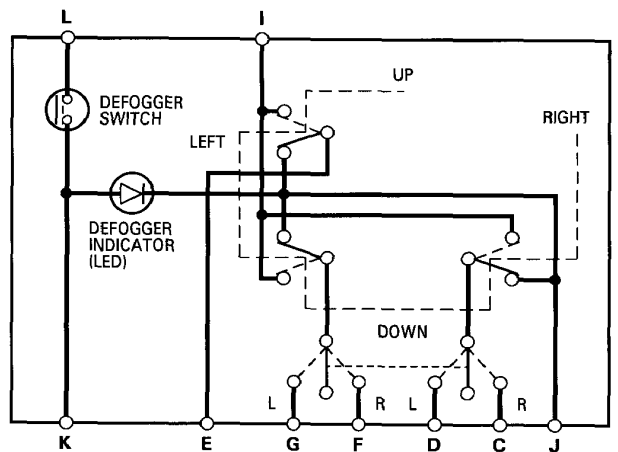 L
I
UP
DEFOGGER
SWITCH
RIGHT
LEFT
DEFOGGER
INDICATOR
(LED)
DOWN
L
R
L
R
K
E
G
F
D
C
J